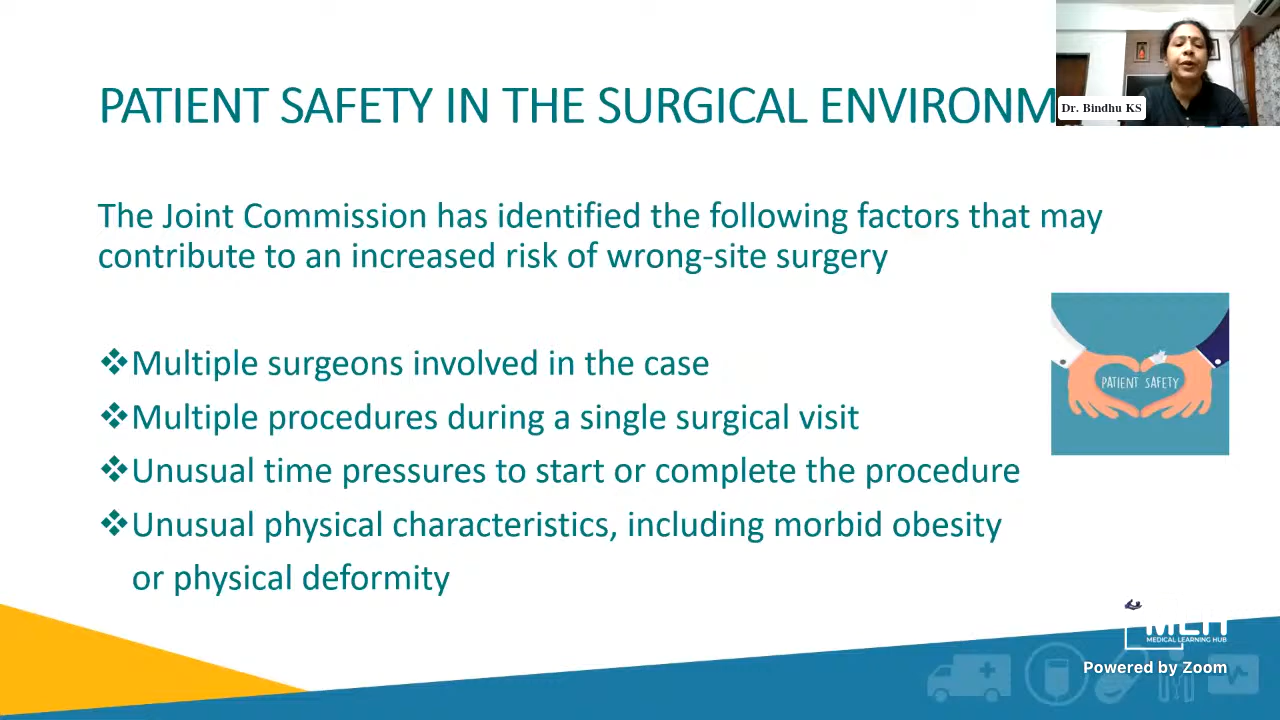 PATIENT SAFETY IN THE SURGICAL ENVIRONM
Dr. Bindhu KS
The Joint Commission has identified the following factors that may
contribute to an increased risk of wrong-site surgery
❖Multiple surgeons involved in the case
❖Multiple procedures during a single surgical visit
❖Unusual time pressures to start or complete the procedure
❖Unusual physical characteristics, including morbid obesity
or physical deformity
PATIENT SAFETY
MEDICAL LEARNING HUB
Powered by Zoom